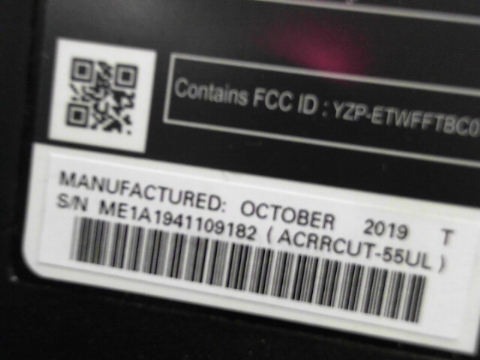 Contains FCC ID : YZP-ETWFFTBC0
MANUFACTURED: OCTOBER 2019 T
S/N ME1A1941109182 ( ACRRCUT-55UL )